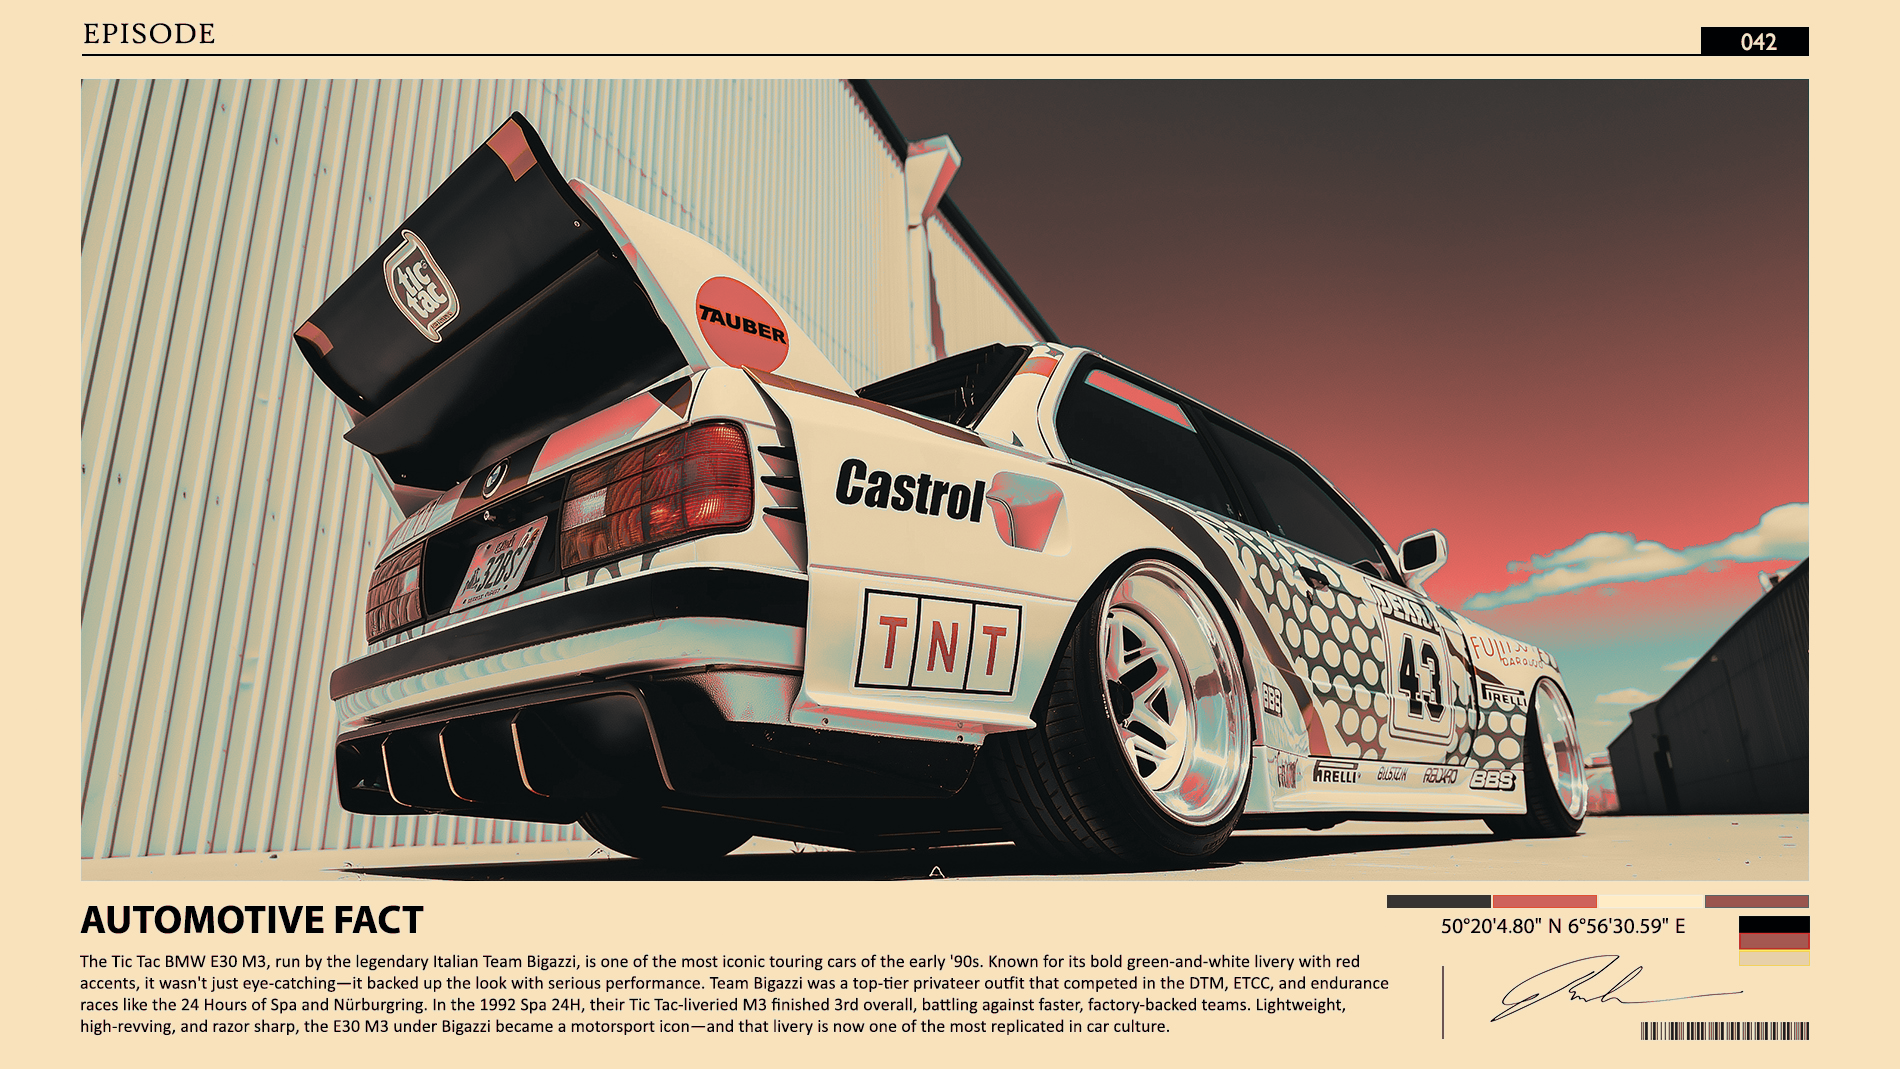 EPISODE
042
tic
tac
TAUBER
Castrol
TNT
43
PIRELLI
BBS
PIRELLI
BILSTEIN
BBS
AUTOMOTIVE FACT
50°20'4.80" N 6°56'30.59" E
The Tic Tac BMW E30 M3, run by the legendary Italian Team Bigazzi, is one of the most iconic touring cars of the early '90s. Known for its bold green-and-white livery with red
accents, it wasn't just eye-catching—it backed up the look with serious performance. Team Bigazzi was a top-tier privateer outfit that competed in the DTM, ETCC, and endurance
races like the 24 Hours of Spa and Nürburgring. In the 1992 Spa 24H, their Tic Tac-liveried M3 finished 3rd overall, battling against faster, factory-backed teams. Lightweight,
high-revving, and razor sharp, the E30 M3 under Bigazzi became a motorsport icon—and that livery is now one of the most replicated in car culture.